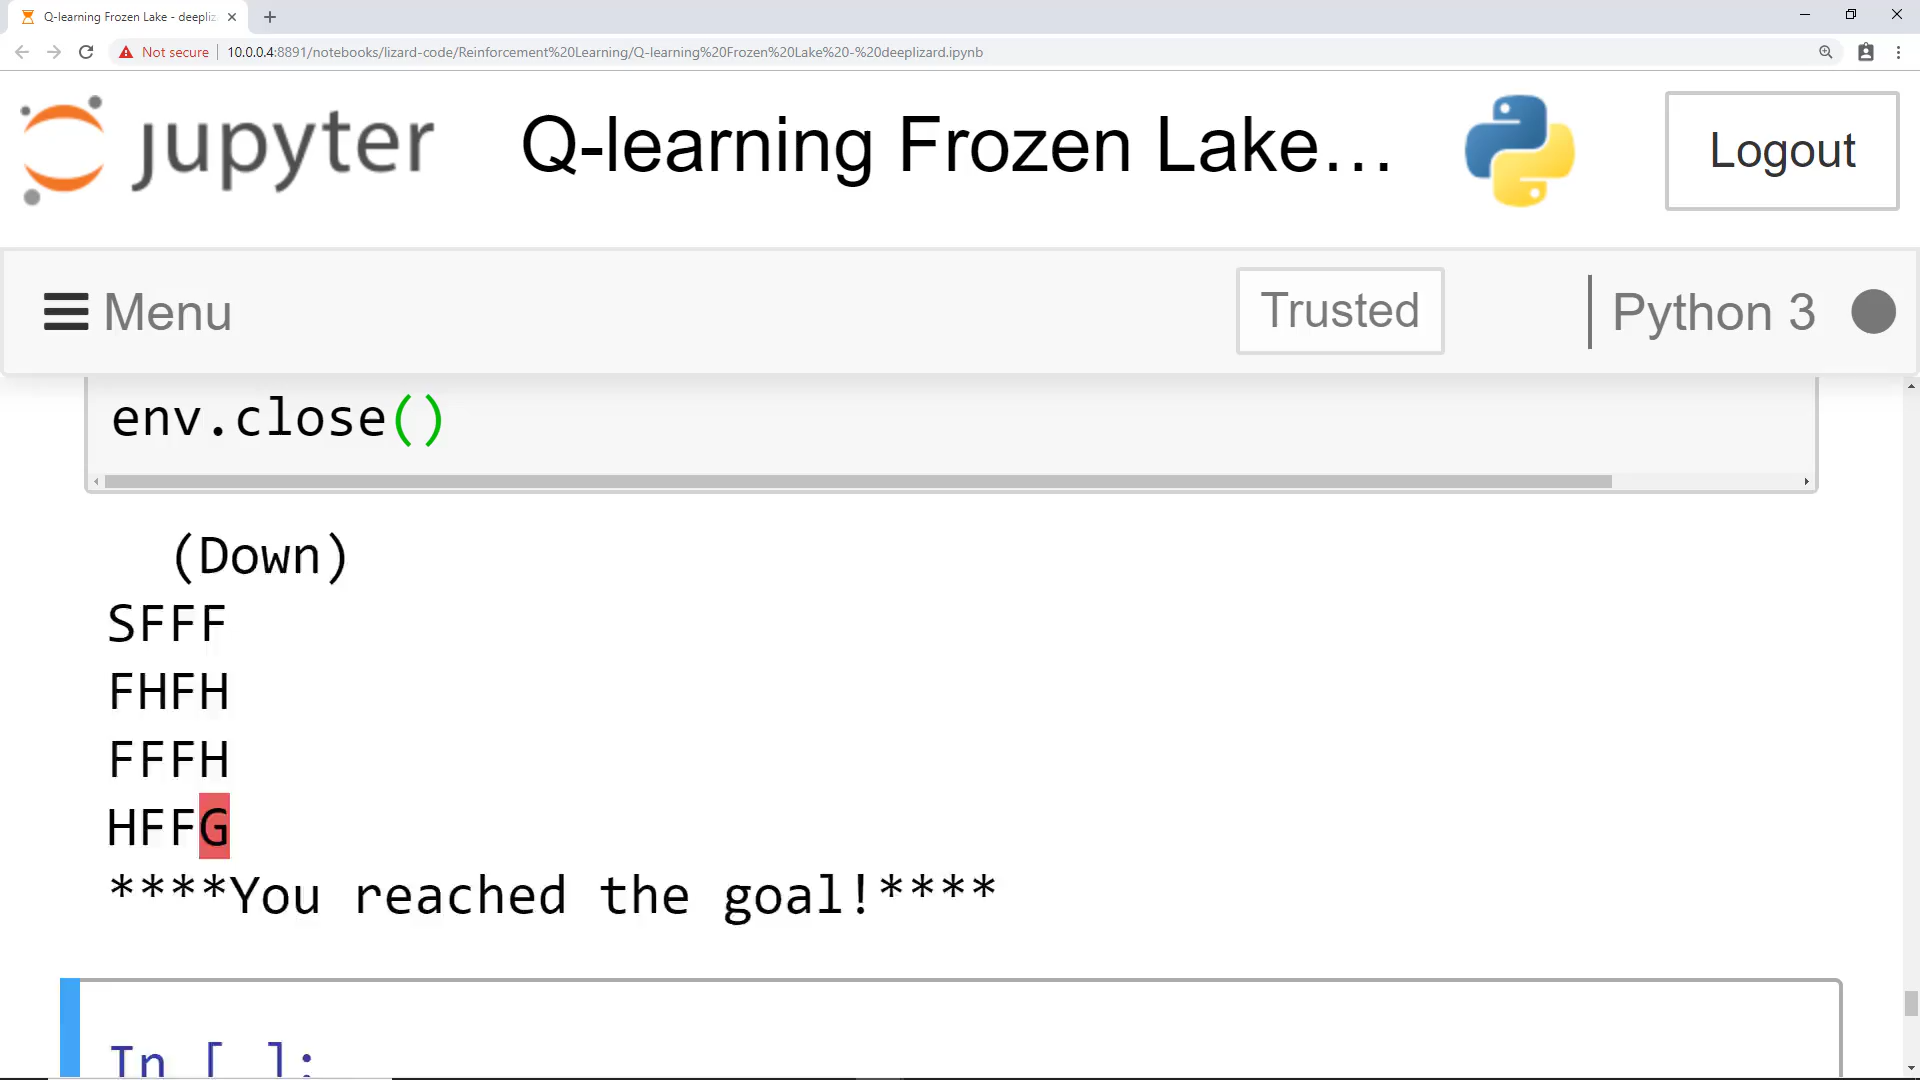 Q-learning Frozen Lake - deepliz
Not secure
10.0.0.4:8891/notebooks/lizard-code/Reinforcement%20Learning/Q-learning%20Frozen%20Lake%20-%20deeplizard.ipynb
jupyter
Q-learning Frozen Lake...
Logout
Menu
Trusted
Python 3
env.close()
(Down)
SFFF
FHFH
FFFH
HFFG
****You reached the goal!****
In [ ]: